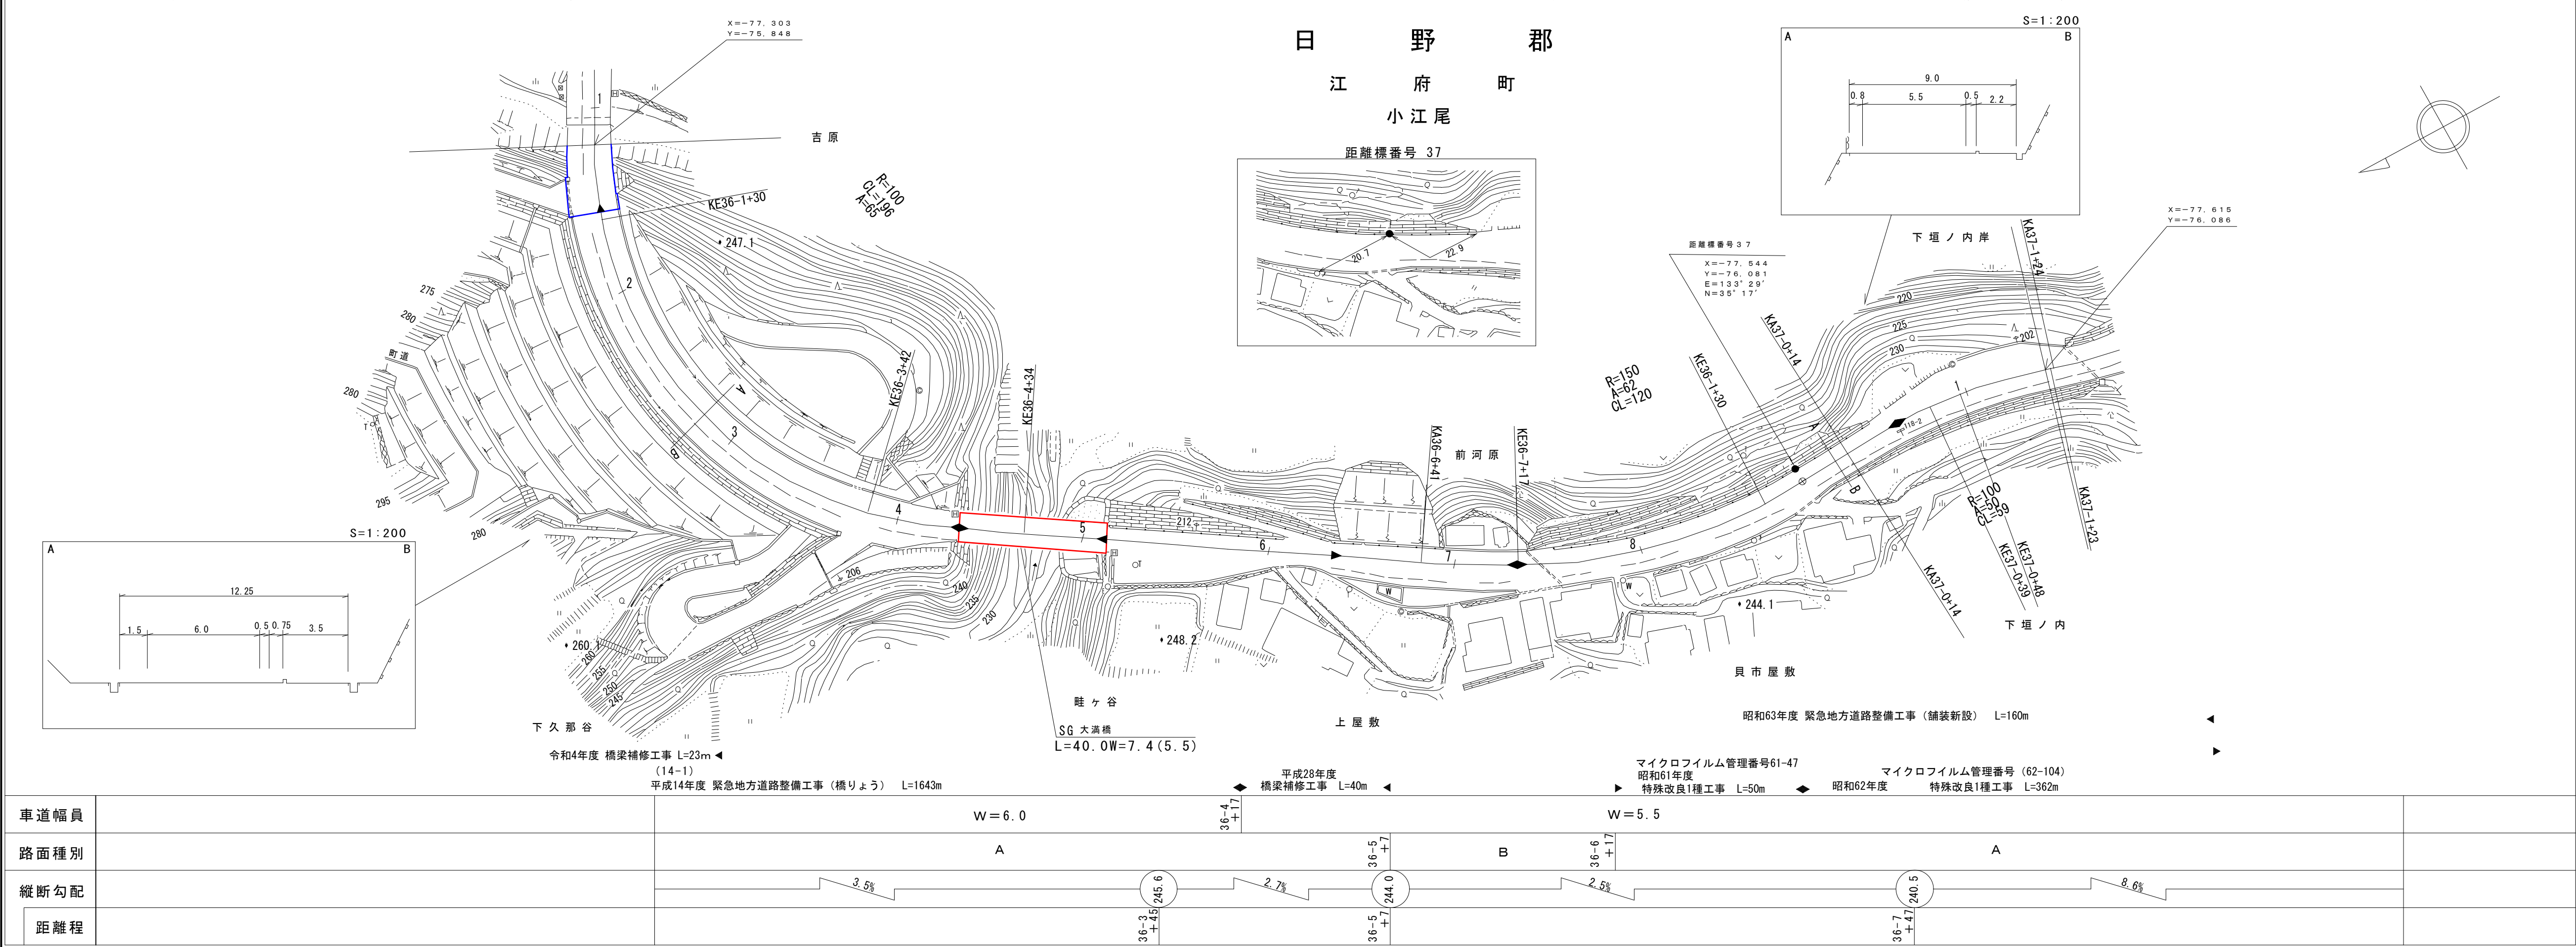 日野郡
江府町
小江尾
距離標番号 37
20.7
22.9
X=-77,303
Y=-75,848
吉原
KE36-1+30
R=100
CL=196
A=65
247.1
1
2
3
4
5
6
7
8
1
275
280
町道
280
295
280
A
B
KE36-3+42
KE36-4+34
206
212
240
235
230
260.1
260
255
250
245
248.2
T
T
H
H
H
W
W
下久那谷
畦ヶ谷
SG 大満橋
L=40.0W=7.4(5.5)
上屋敷
前河原
KA36-6+41
KE36-7+17
R=150
A=62
CL=120
KE36-1+30
KA37-0+14
距離標番号37
X=-77,544
Y=-76,081
E=133°29′
N=35°17′
A
B
118-2
244.1
貝市屋敷
下垣ノ内岸
220
225
230
202
KA37-1+24
X=-77,615
Y=-76,086
KA37-1+23
KE37-0+48
KE37-0+39
KA37-0+14
下垣ノ内
R=100
S=1:200
A
B
9.0
0.8
5.5
0.5
2.2
S=1:200
A
B
12.25
1.5
6.0
0.5
0.75
3.5
昭和63年度 緊急地方道路整備工事（舗装新設） L=160m
令和4年度 橋梁補修工事 L=23m
(14-1)
平成14年度 緊急地方道路整備工事（橋りょう） L=1643m
平成28年度
橋梁補修工事 L=40m
マイクロフイルム管理番号61-47
昭和61年度
特殊改良1種工事 L=50m
マイクロフイルム管理番号（62-104）
昭和62年度 特殊改良1種工事 L=362m
車道幅員
W=6.0
36-4
+17
W=5.5
路面種別
A
36-5
+7
B
36-6
+17
A
縦断勾配
3.5%
245.6
2.7%
244.0
2.5%
240.5
8.6%
距離程
36-3
+45
36-5
+7
36-7
+47